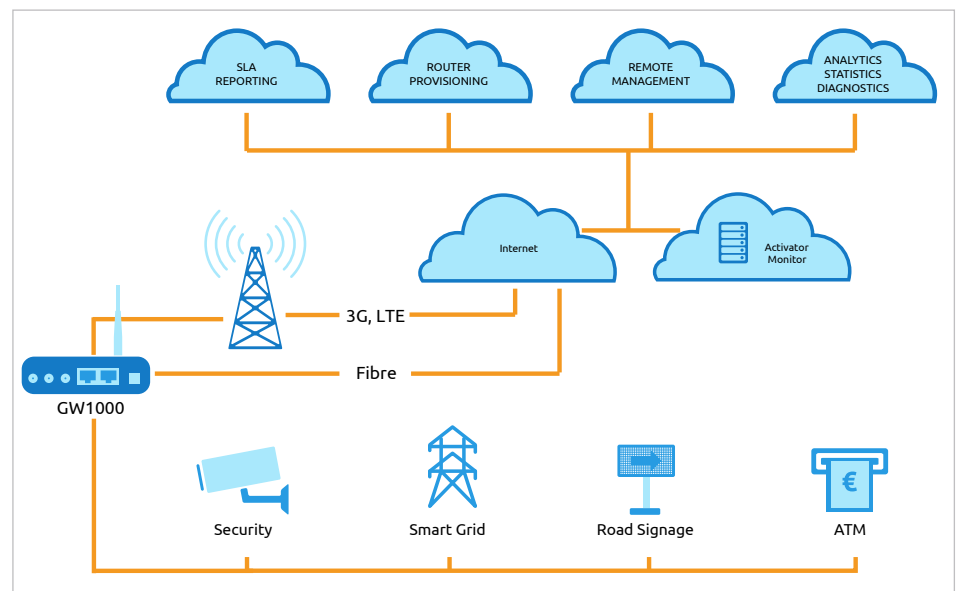 SLA
REPORTING
ROUTER
PROVISIONING
REMOTE
MANAGEMENT
ANALYTICS
STATISTICS
DIAGNOSTICS
Internet
Activator
Monitor
3G, LTE
Fibre
GW1000
€
Security
Smart Grid
Road Signage
ATM